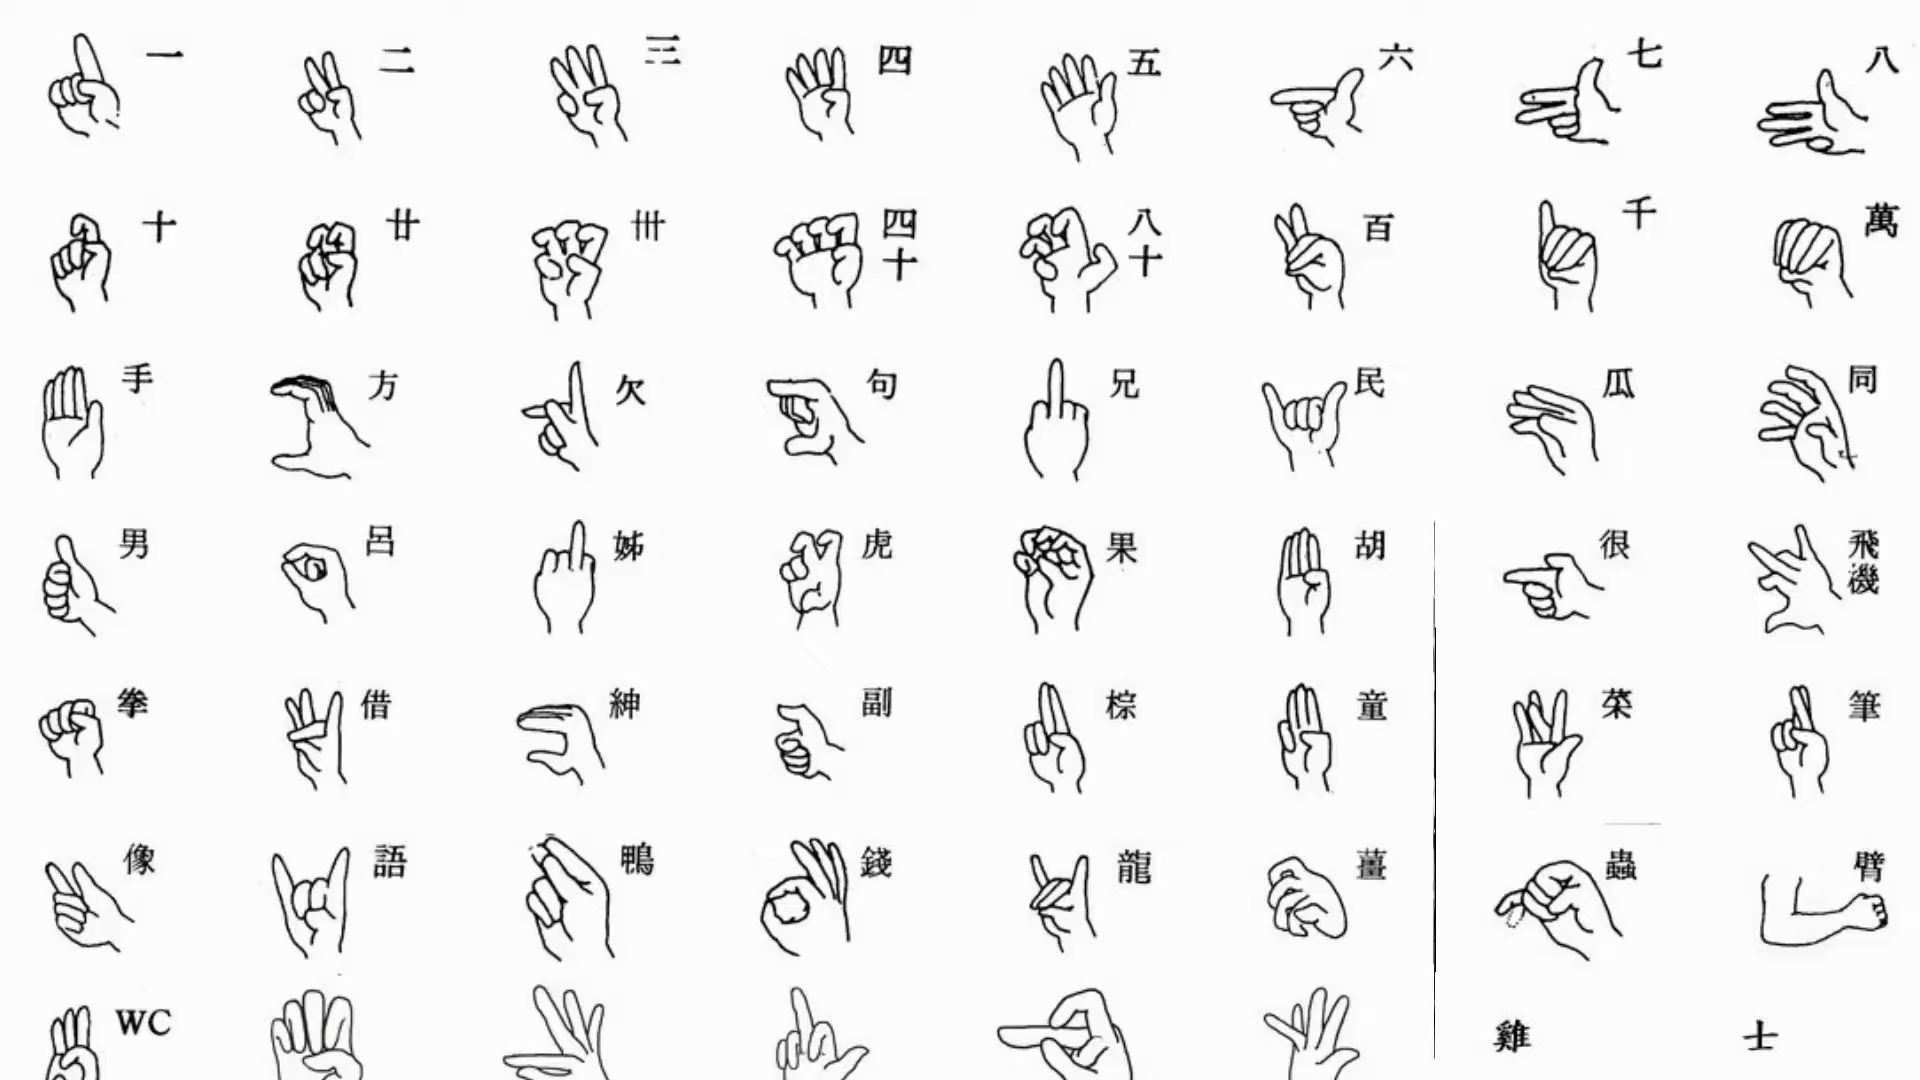 一 二 三 四 五 六 七 八
十 廿 卅 四十 八十 百 千 萬
手 方 欠 句 兄 民 瓜 同
男 呂 姊 虎 果 胡 很 飛機
拳 借 紳 副 棕 童 菜 筆
像 語 鴨 錢 龍 薑 蟲 臂
WC 雞 士